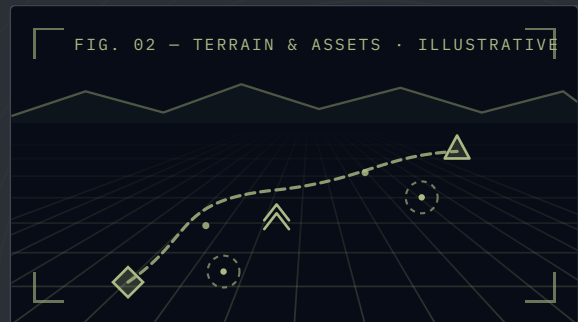 FIG. 02 — TERRAIN & ASSETS · ILLUSTRATIVE